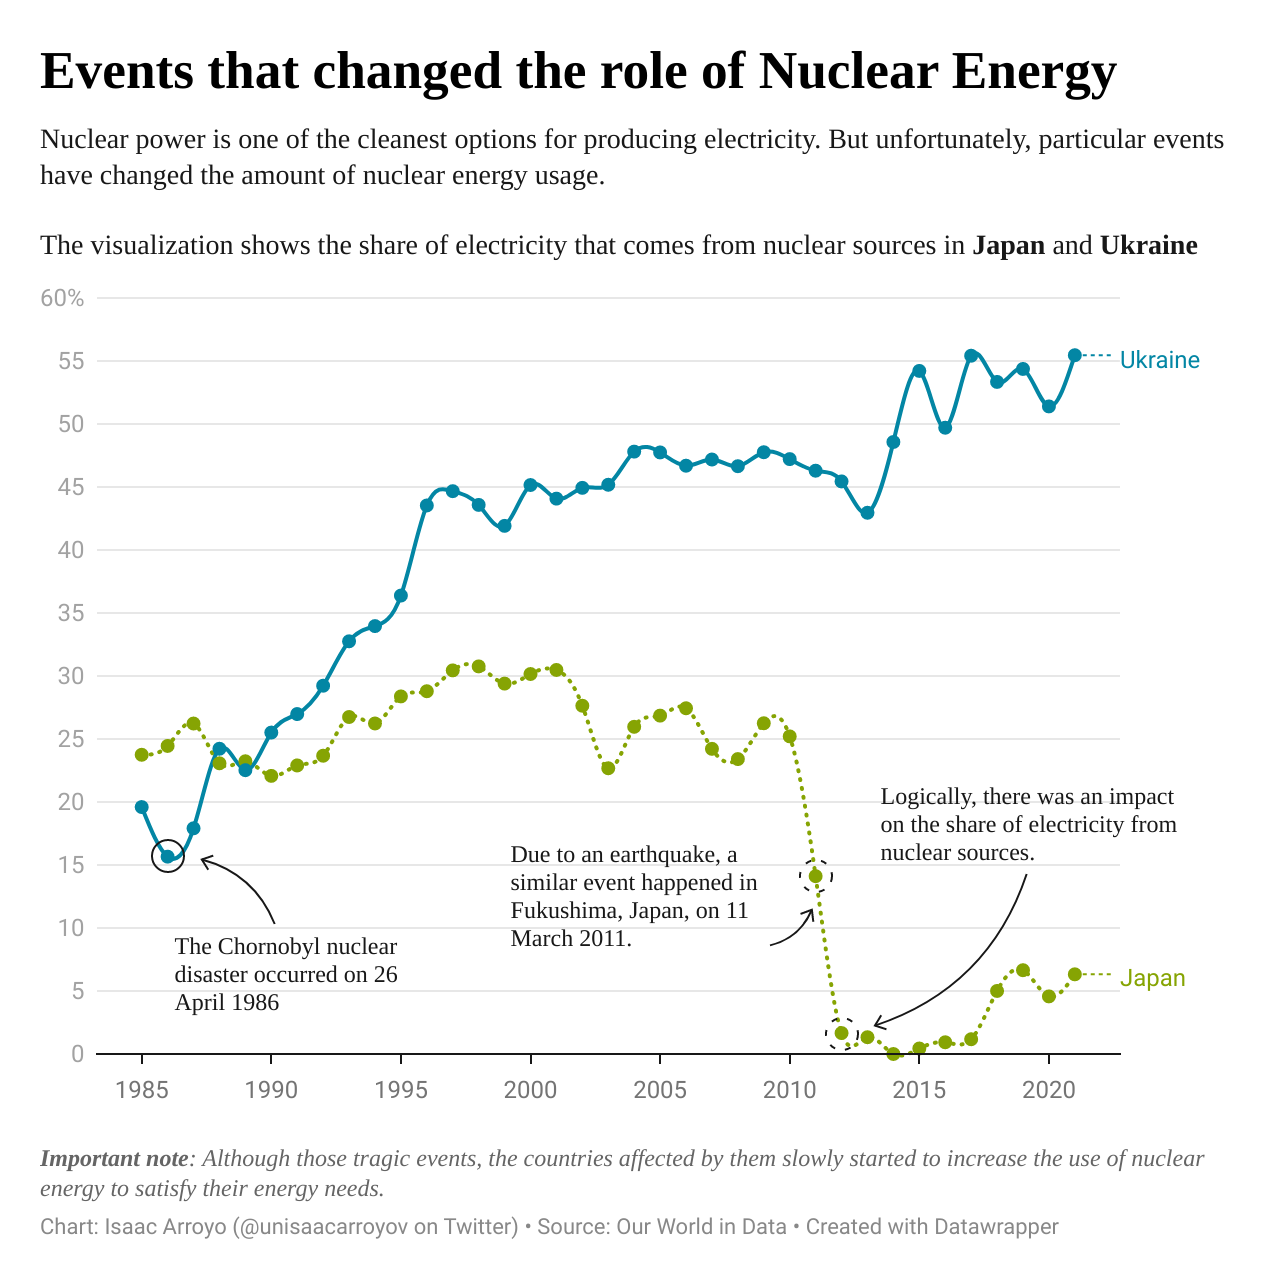 Events that changed the role of Nuclear Energy
Nuclear power is one of the cleanest options for producing electricity. But unfortunately, particular events
have changed the amount of nuclear energy usage.
The visualization shows the share of electricity that comes from nuclear sources in Japan and Ukraine
60%
55
50
45
40
35
30
25
20
15
10
5
0
Ukraine
Japan
Logically, there was an impact
on the share of electricity from
nuclear sources.
Due to an earthquake, a
similar event happened in
Fukushima, Japan, on 11
March 2011.
The Chornobyl nuclear
disaster occurred on 26
April 1986
1985 1990 1995 2000 2005 2010 2015 2020
Important note: Although those tragic events, the countries affected by them slowly started to increase the use of nuclear
energy to satisfy their energy needs.
Chart: Isaac Arroyo (@unisaacarroyov on Twitter) • Source: Our World in Data • Created with Datawrapper